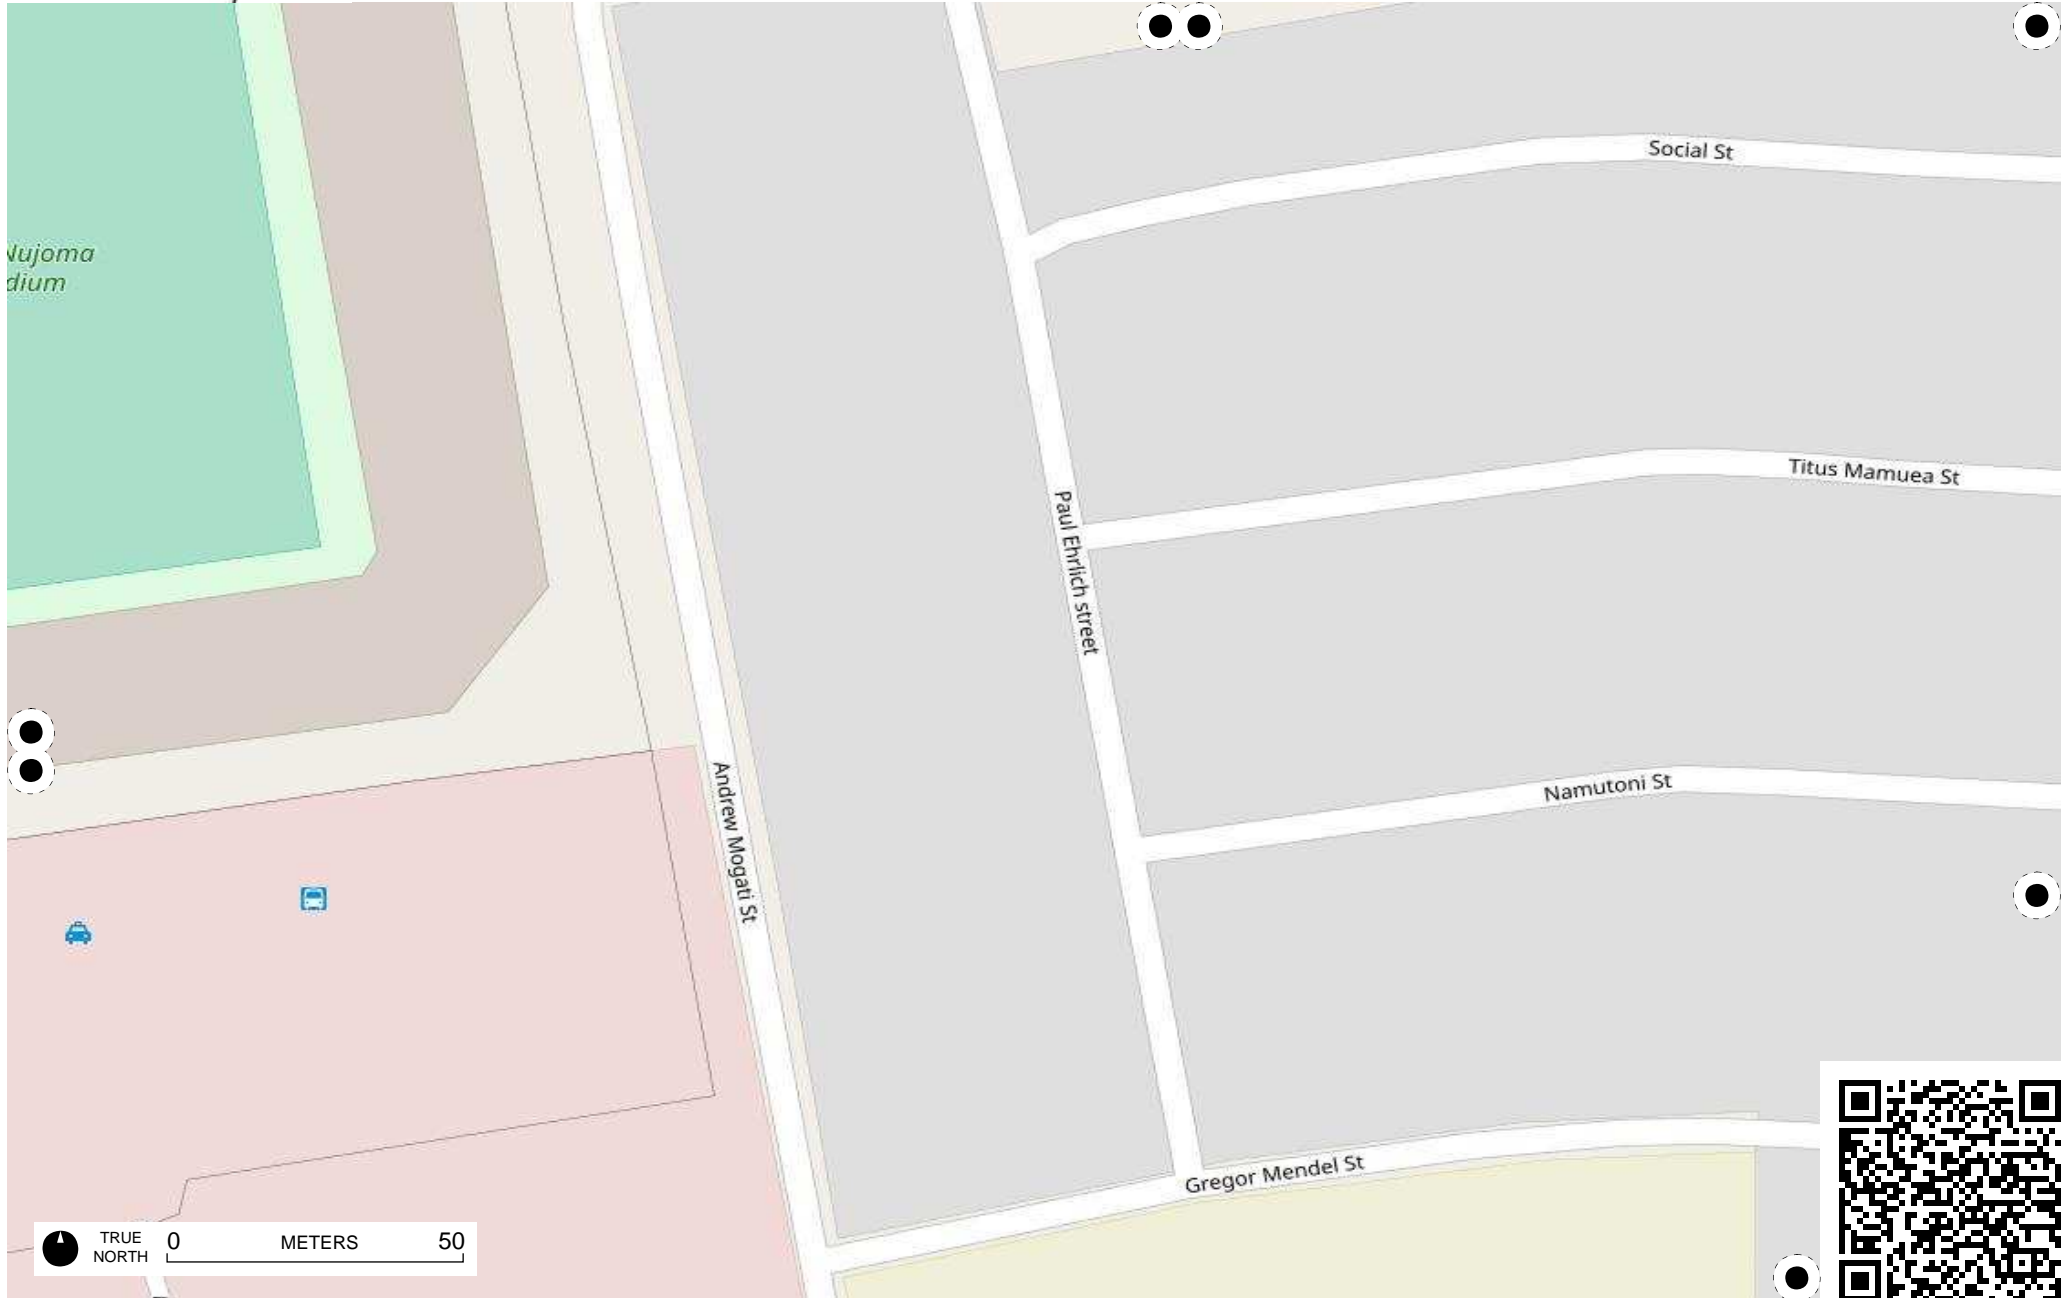 Social St
Nujoma
dium
Titus Mamuea St
Paul Ehrlich street
Namutoni St
Andrew Mogati St
Gregor Mendel St
TRUE
NORTH
0 METERS 50